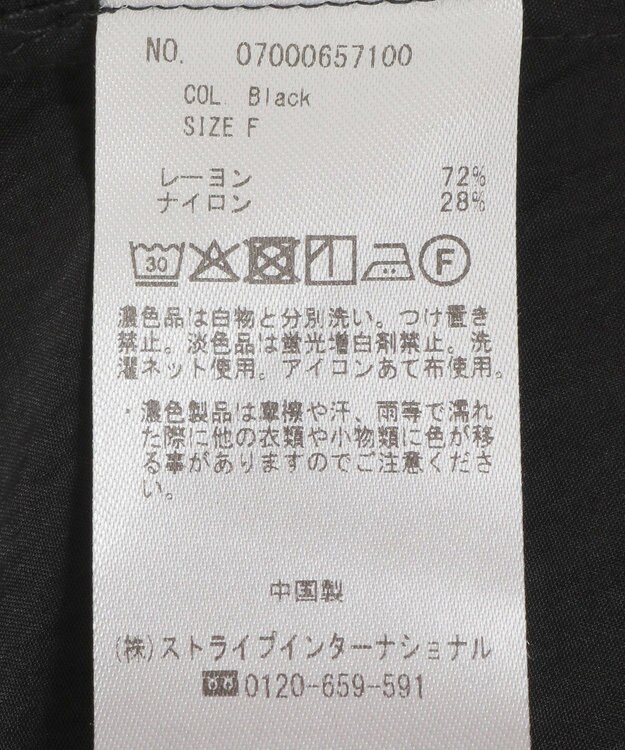 NO. 07000657100
COL Black
SIZE F
レーヨン 72%
ナイロン 28%
30 F
濃色品は白物と分別洗い。つけ置き
禁止。淡色品は蛍光増白剤禁止。洗
濯ネット使用。アイロンあて布使用。
・濃色製品は摩擦や汗、雨等で濡れ
た際に他の衣類や小物類に色が移
る事がありますのでご注意くださ
い。
中国製
(株)ストライプインターナショナル
0120-659-591